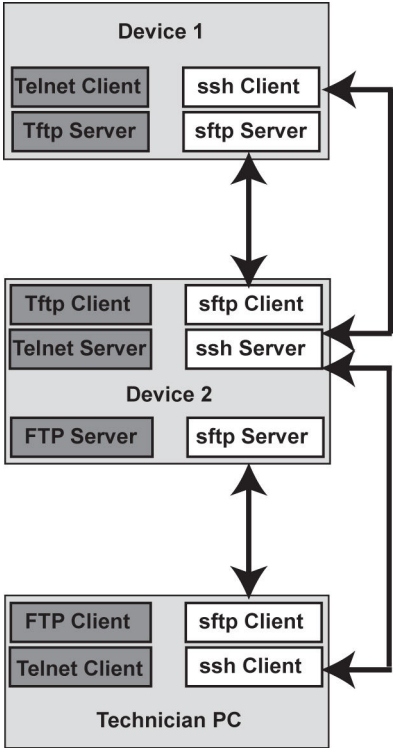 Device 1
Telnet Client ssh Client
Tftp Server sftp Server
Tftp Client sftp Client
Telnet Server ssh Server
Device 2
FTP Server sftp Server
FTP Client sftp Client
Telnet Client ssh Client
Technician PC